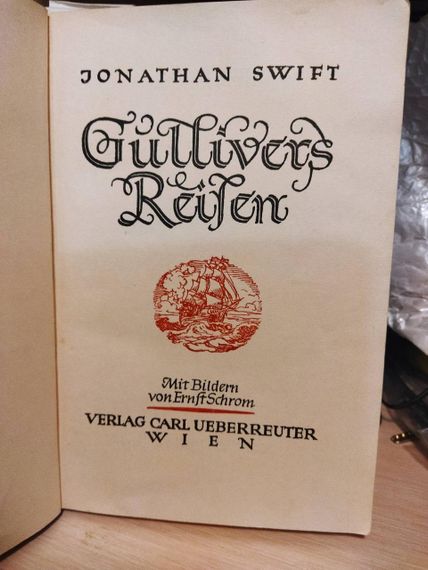 JONATHAN SWIFT
Gullivers
Reiſen
Mit Bildern
von Ernſt Schrom
VERLAG CARL UEBERREUTER
WIEN